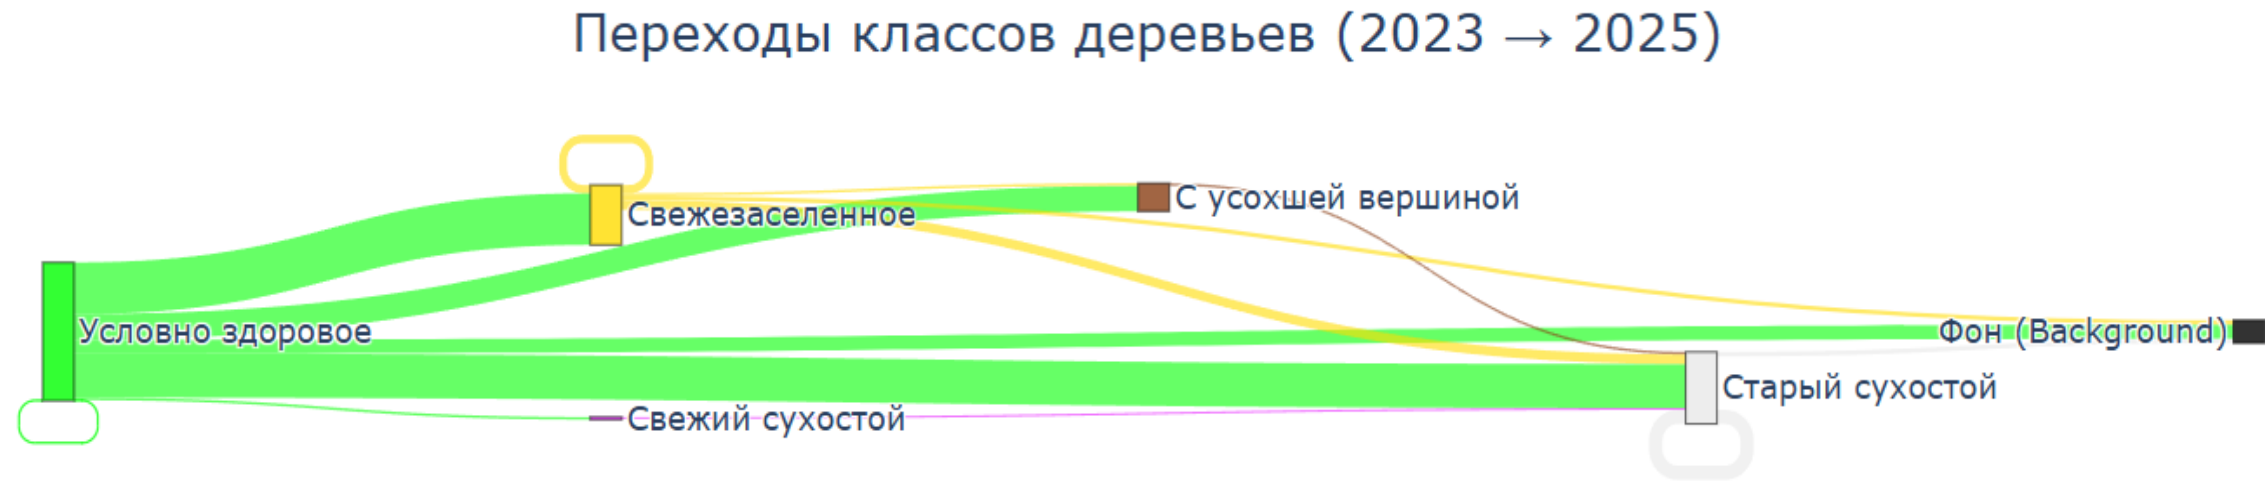 Переходы классов деревьев (2023 → 2025)
Свежезаселенное
С усохшей вершиной
Условно здоровое
Фон (Background)
Старый сухостой
Свежий сухостой